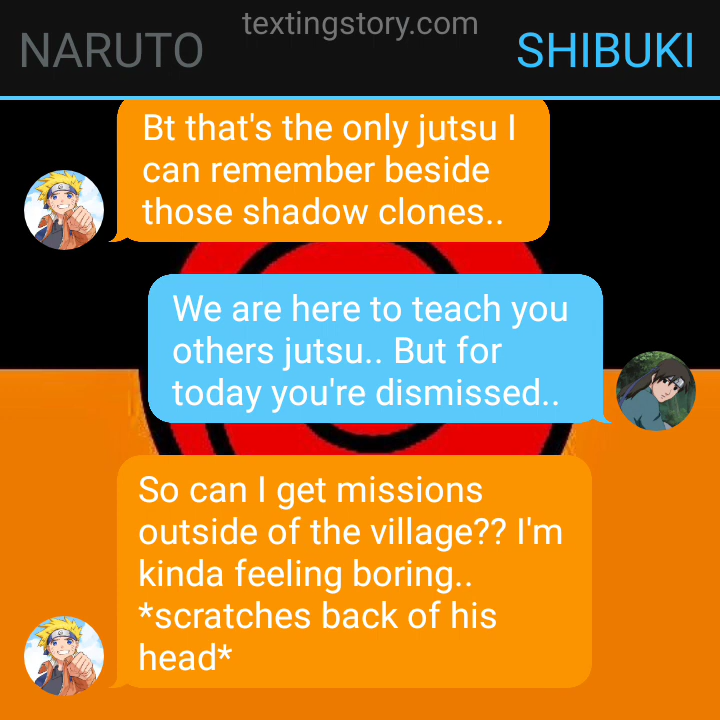 textingstory.com
NARUTO
SHIBUKI
Bt that's the only jutsu I
can remember beside
those shadow clones..
We are here to teach you
others jutsu.. But for
today you're dismissed..
So can I get missions
outside of the village?? I'm
kinda feeling boring..
*scratches back of his
head*